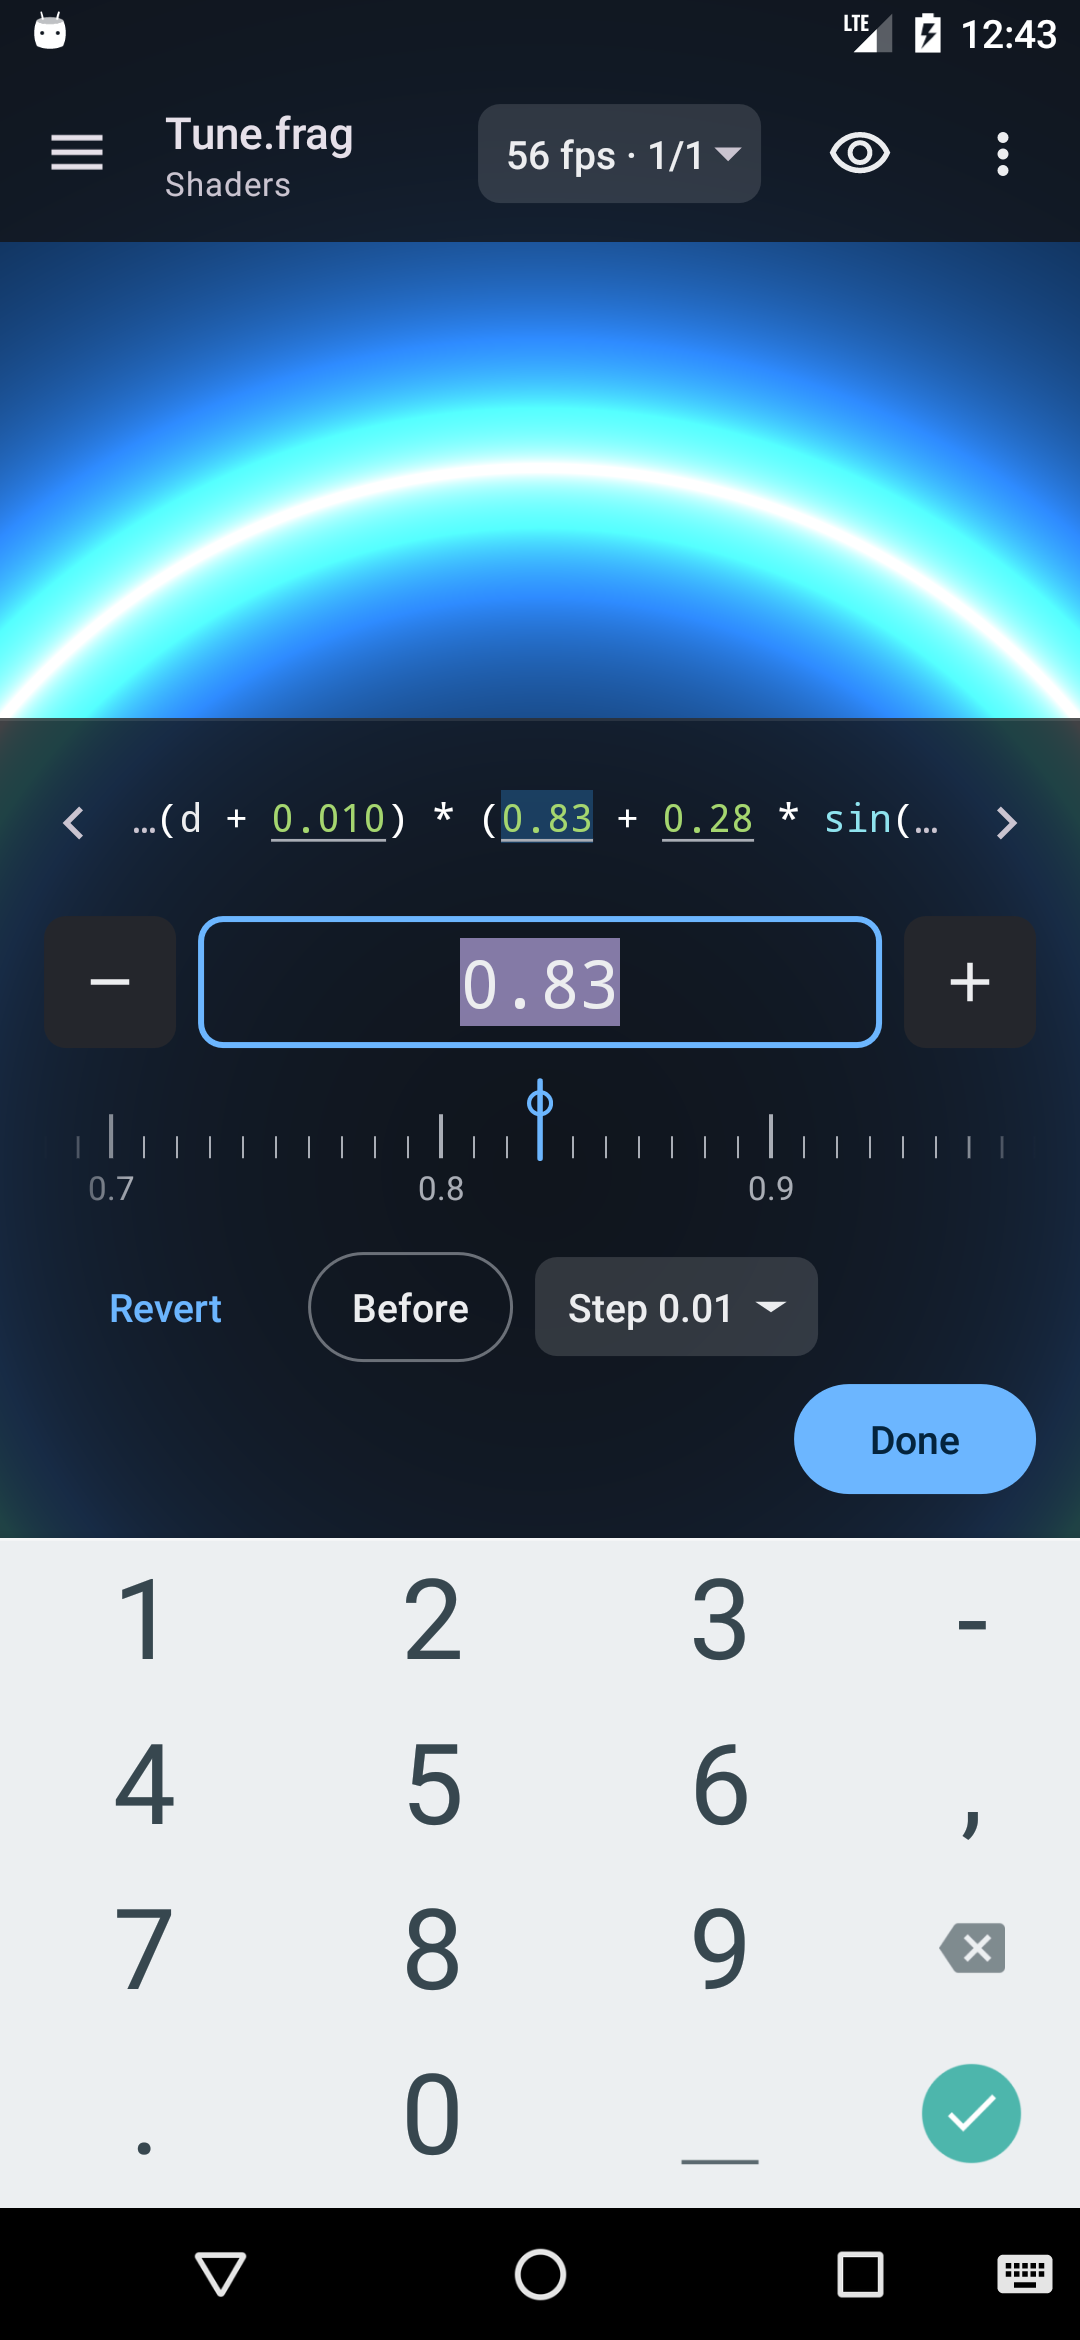 LTE 12:43
Tune.frag
Shaders
56 fps · 1/1
…(d + 0.010) * (0.83 + 0.28 * sin(…
0.83
0.7 0.8 0.9
Revert Before Step 0.01
Done
1 2 3 -
4 5 6 ,
7 8 9
. 0